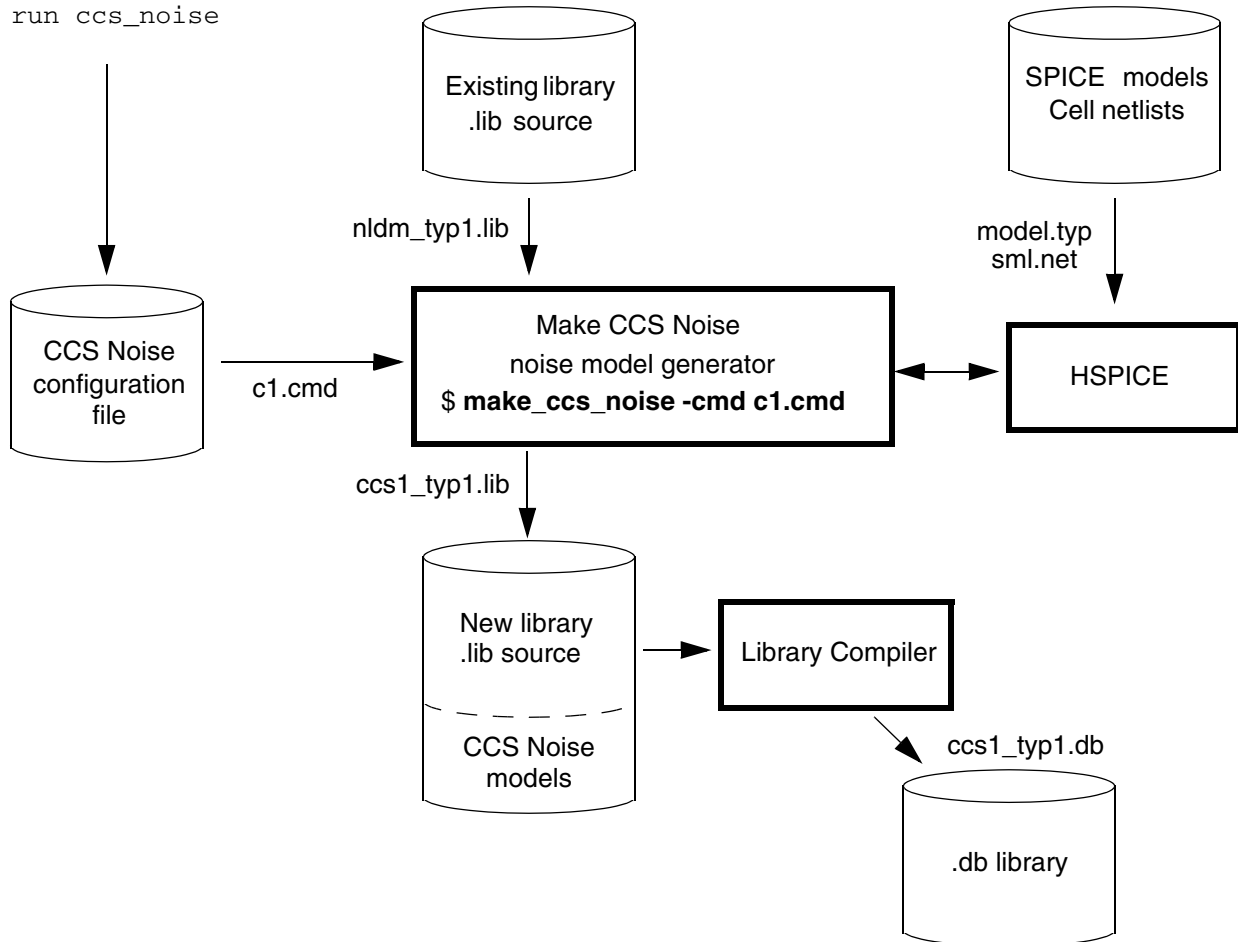 run ccs_noise
Existing library
.lib source
SPICE models
Cell netlists
nldm_typ1.lib
model.typ
sml.net
CCS Noise
configuration
file
c1.cmd
Make CCS Noise
noise model generator
$ make_ccs_noise -cmd c1.cmd
HSPICE
ccs1_typ1.lib
New library
.lib source
CCS Noise
models
Library Compiler
ccs1_typ1.db
.db library